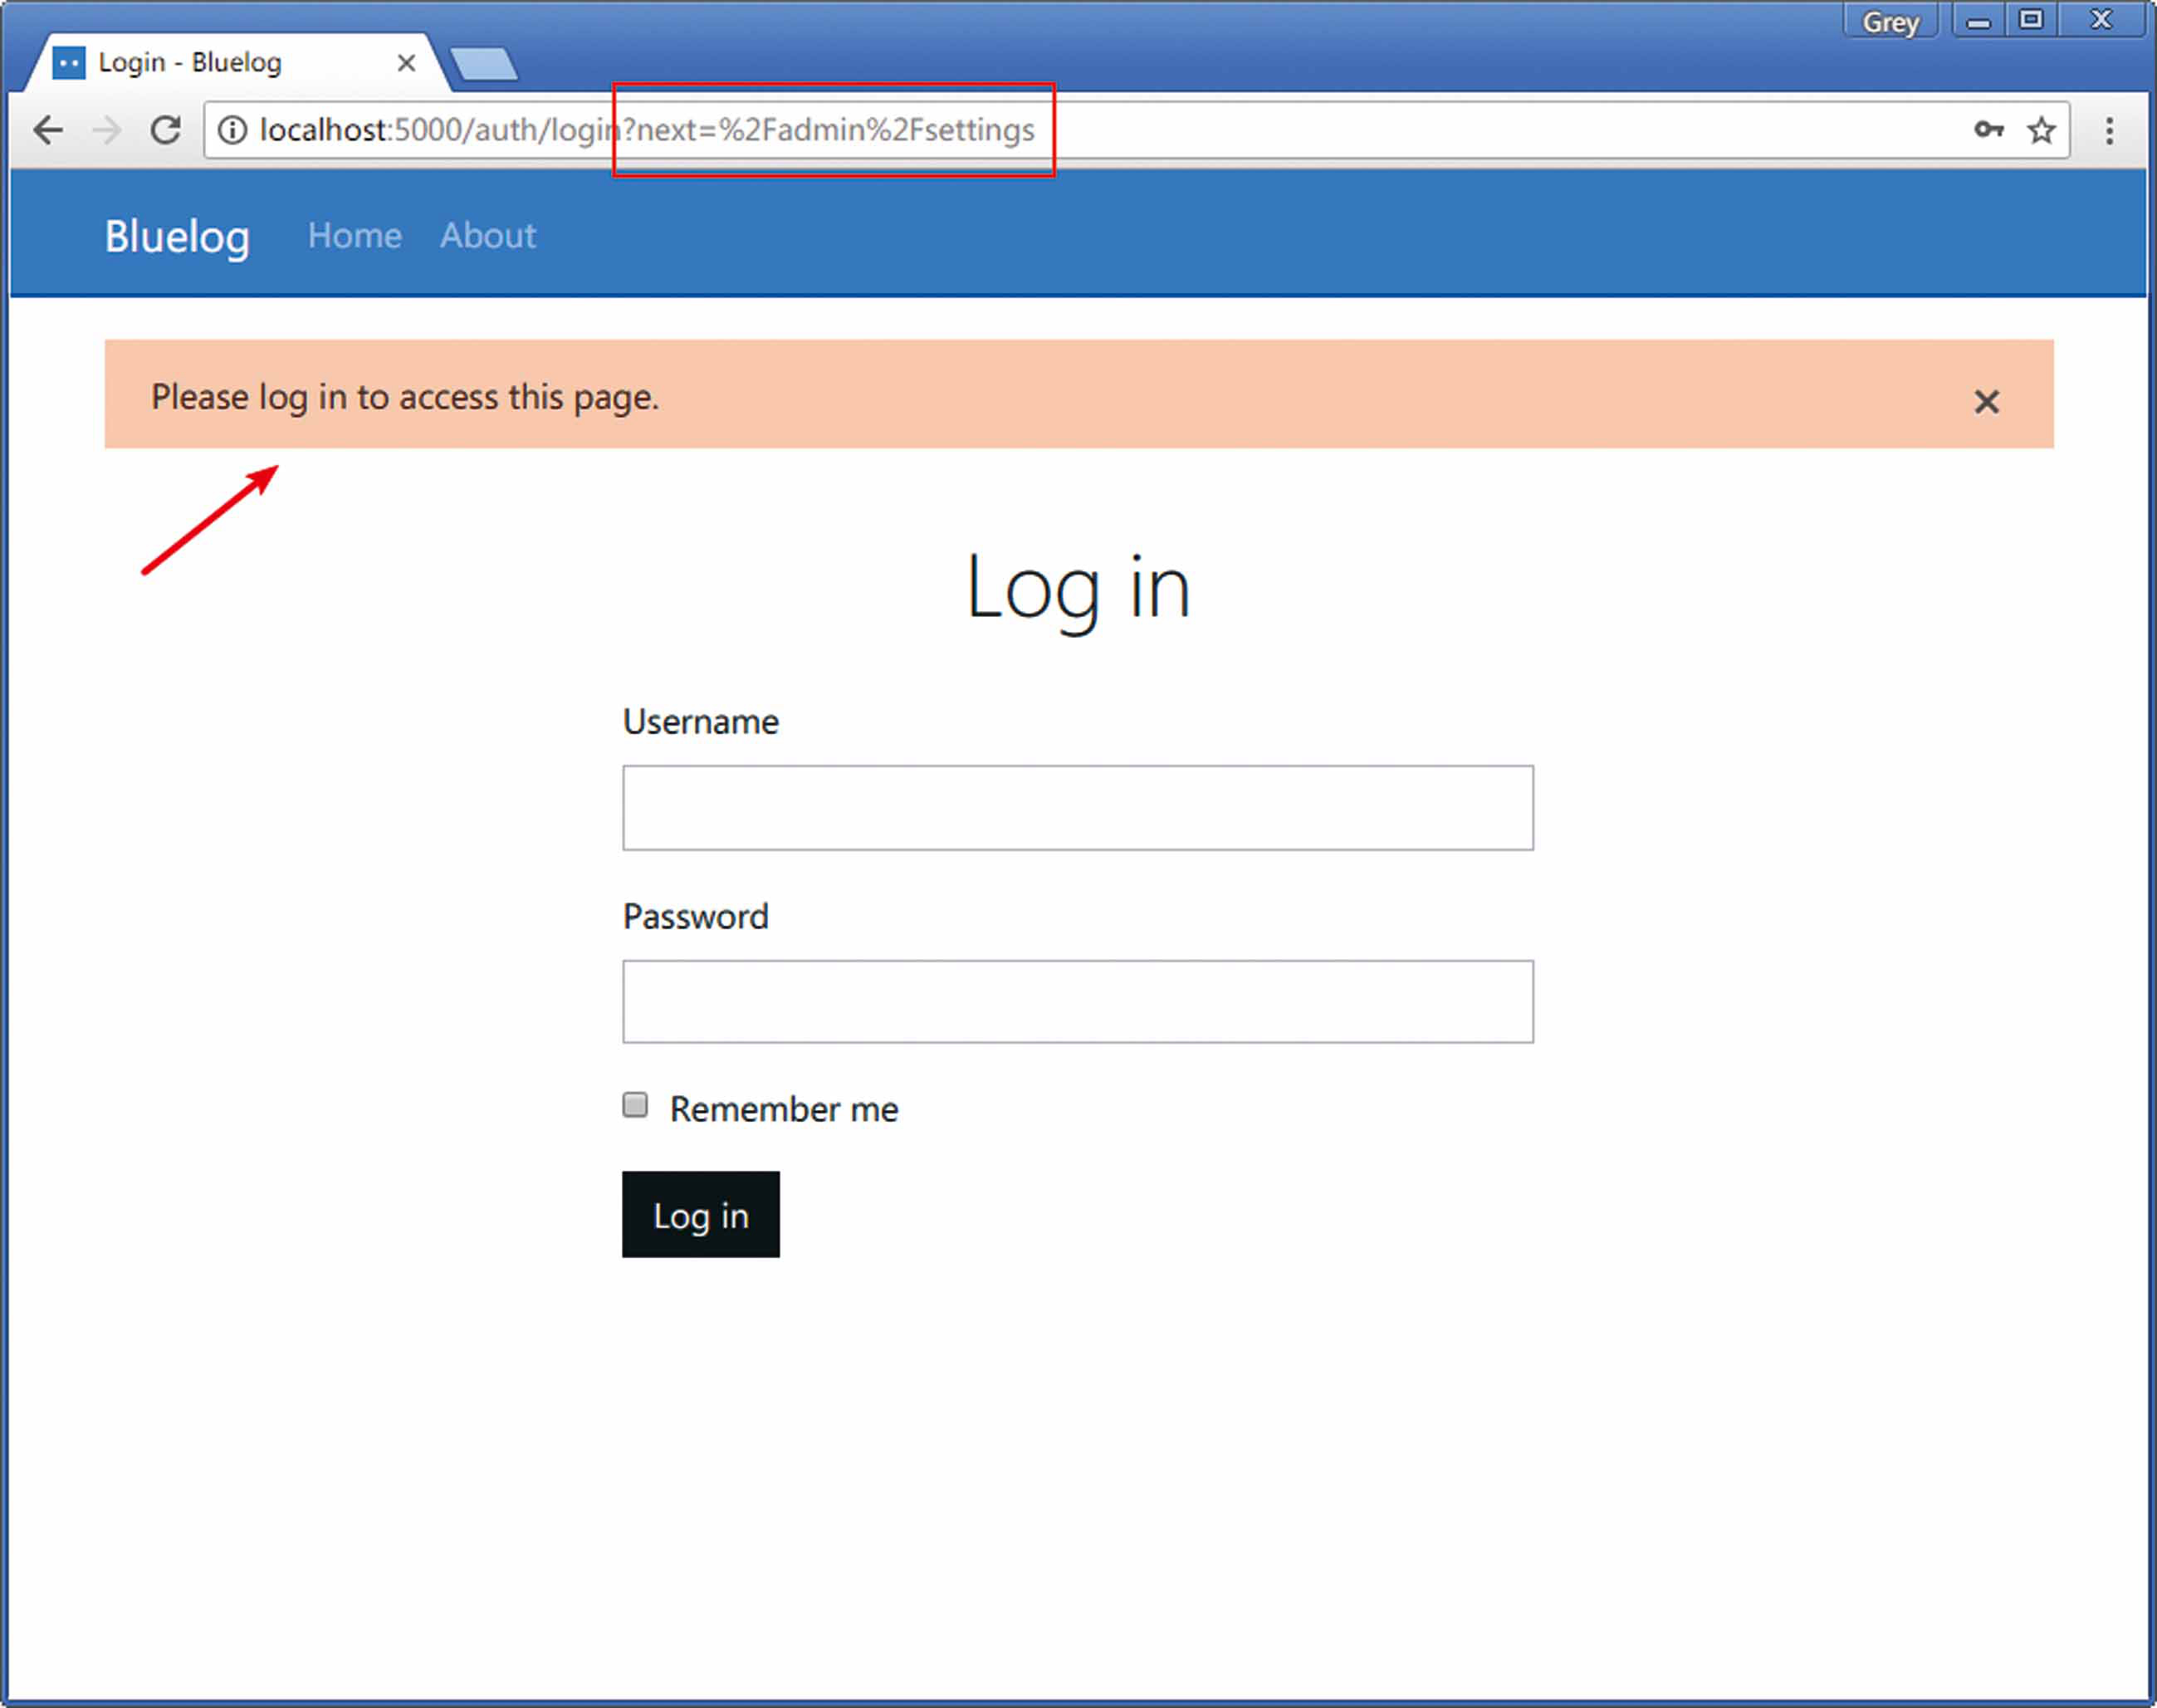 Grey
Login - Bluelog
localhost:5000/auth/login?next=%2Fadmin%2Fsettings
Bluelog Home About
Please log in to access this page.
Log in
Username
Password
Remember me
Log in